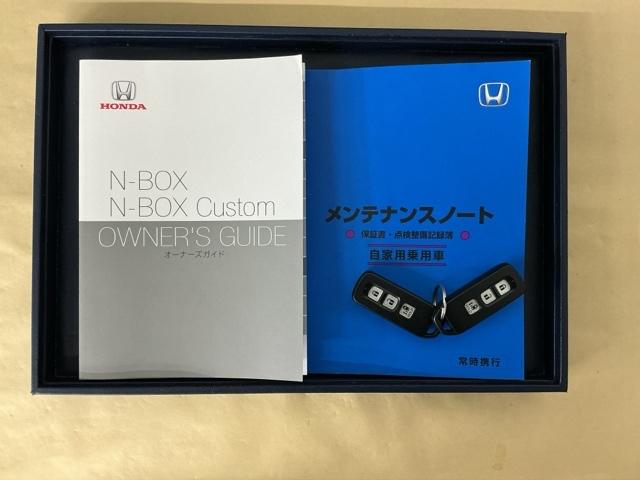 HONDA
N-BOX
N-BOX Custom
OWNER'S GUIDE
オーナーズガイド
メンテナンスノート
保証書・点検整備記録簿
自家用乗用車
常時携行